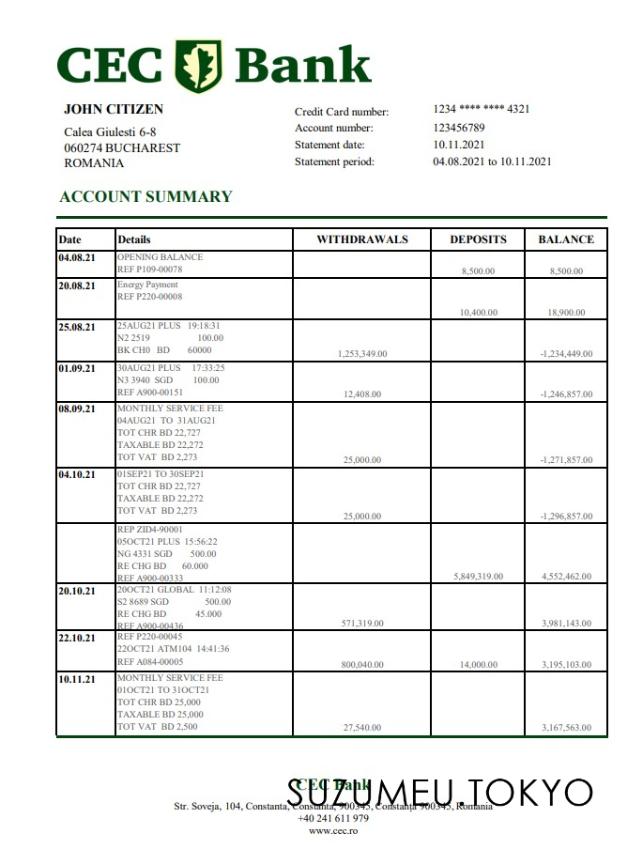 CEC Bank
JOHN CITIZEN
Calea Giulesti 6-8
060274 BUCHAREST
ROMANIA
Credit Card number: 1234 **** **** 4321
Account number: 123456789
Statement date: 10.11.2021
Statement period: 04.08.2021 to 10.11.2021
ACCOUNT SUMMARY
Date Details WITHDRAWALS DEPOSITS BALANCE
04.08.21 OPENING BALANCE
REF P109-00078 8,500.00 8,500.00
20.08.21 Energy Payment
REF P220-00008
10,400.00 18,900.00
25.08.21 25AUG21 PLUS 19:18:31
N2 2519 100.00
BK CH0 BD 60000 1,253,349.00 -1,234,449.00
01.09.21 30AUG21 PLUS 17:33:25
N3 3940 SGD 100.00
REF A900-00151 12,408.00 -1,246,857.00
08.09.21 MONTHLY SERVICE FEE
04AUG21 TO 31AUG21
TOT CHR BD 22,727
TAXABLE BD 22,272
TOT VAT BD 2,273 25,000.00 -1,271,857.00
04.10.21 01SEP21 TO 30SEP21
TOT CHR BD 22,727
TAXABLE BD 22,272
TOT VAT BD 2,273 25,000.00 -1,296,857.00
REP ZID4-90001
05OCT21 PLUS 15:56:22
NG 4331 SGD 500.00
RE CHG BD 60.000
REF A900-00333 5,849,319.00 4,552,462.00
20.10.21 20OCT21 GLOBAL 11:12:08
S2 8689 SGD 500.00
RE CHG BD 45.000
REF A900-00436 571,319.00 3,981,143.00
22.10.21 REF P220-00045
22OCT21 ATM104 14:41:36
REF A084-00005 800,040.00 14,000.00 3,195,103.00
10.11.21 MONTHLY SERVICE FEE
01OCT21 TO 31OCT21
TOT CHR BD 25,000
TAXABLE BD 25,000
TOT VAT BD 2,500 27,540.00 3,167,563.00
CEC Bank
SUZUMEU.TOKYO
Str. Soveja, 104, Constanta, Constanta, 900345, Constanța 900345, Romania
+40 241 611 979
www.cec.ro